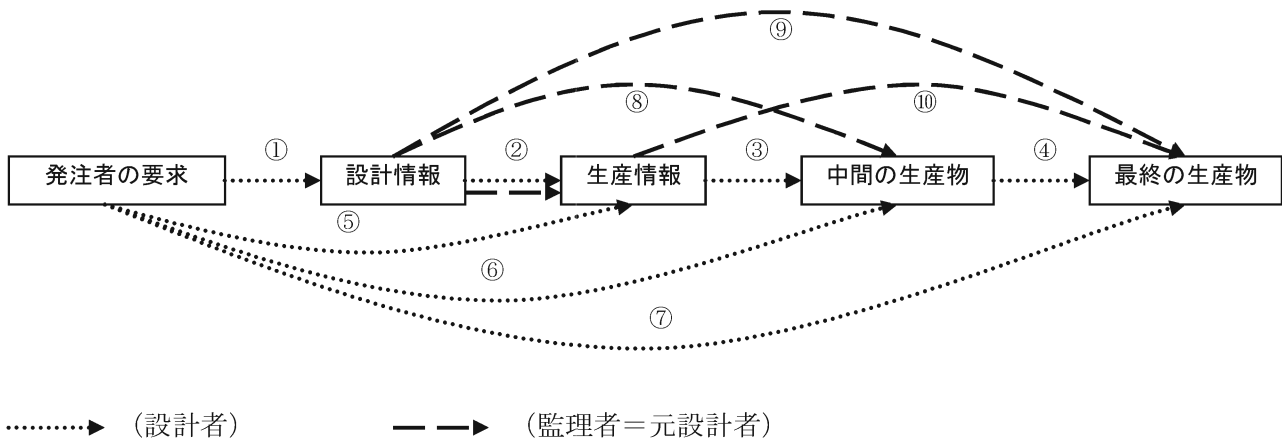 ⑨
⑧
⑩
①
②
③
④
発注者の要求
設計情報
生産情報
中間の生産物
最終の生産物
⑤
⑥
⑦
（設計者）
（監理者＝元設計者）